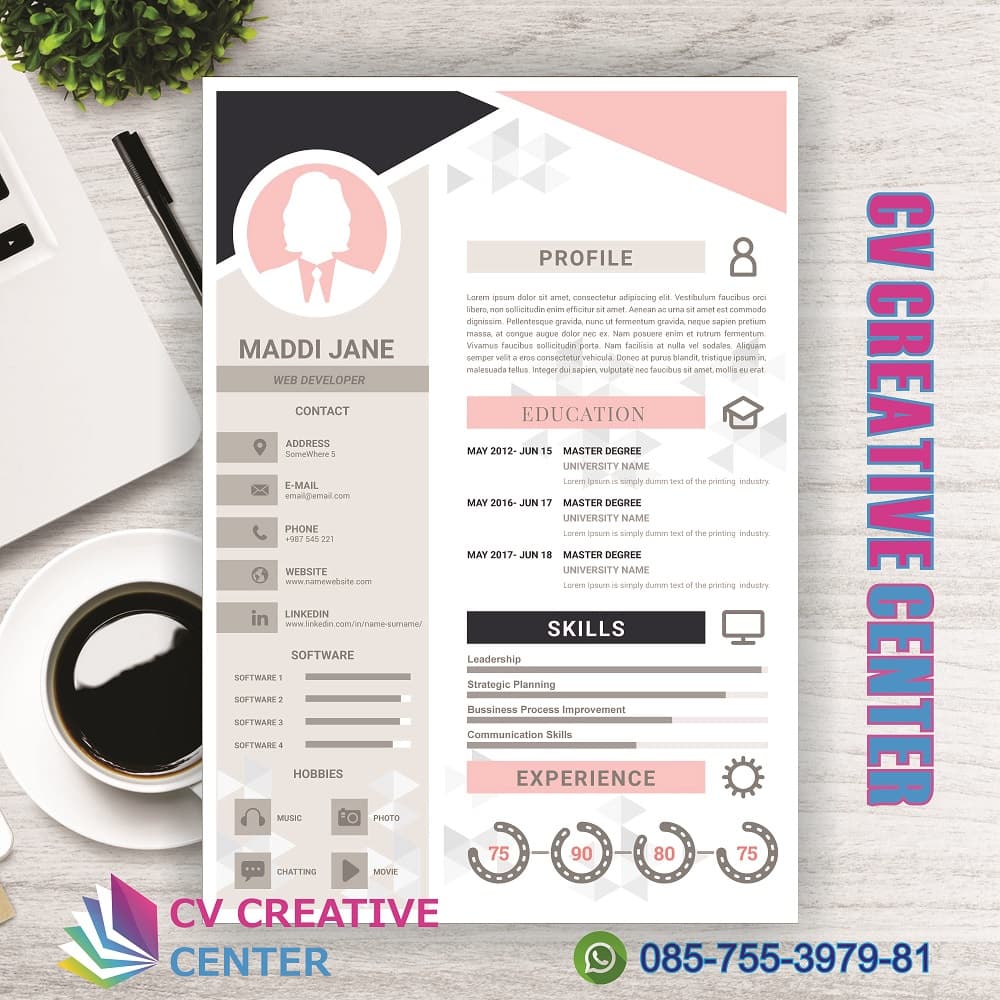 MADDI JANE
WEB DEVELOPER
CONTACT
ADDRESS
SomeWhere 5
E-MAIL
email@email.com
PHONE
+987 545 221
WEBSITE
www.namewebsite.com
LINKEDIN
www.linkedin.com/in/name-surname/
SOFTWARE
SOFTWARE 1
SOFTWARE 2
SOFTWARE 3
SOFTWARE 4
HOBBIES
MUSIC
PHOTO
CHATTING
MOVIE
PROFILE
Lorem ipsum dolor sit amet, consectetur adipiscing elit. Vestibulum faucibus orci
libero, non sollicitudin enim efficitur sit amet. Aenean ac urna sit amet est commodo
dignissim. Pellentesque gravida, nunc ut fermentum gravida, neque sapien pretium
massa, at congue augue dolor nec ex. Nam posuere enim et rutrum fermentum.
Vivamus faucibus sollicitudin porta. Nam facilisis at nulla vel sodales. Aliquam
semper velit a eros consectetur vehicula. Donec at purus blandit, tristique ipsum in,
malesuada tellus. Integer dui sapien, vulputate nec faucibus sit amet, mollis eu erat
EDUCATION
MAY 2012- JUN 15 MASTER DEGREE
UNIVERSITY NAME
Lorem Ipsum is simply dumm text of the printing industry.
MAY 2016- JUN 17 MASTER DEGREE
UNIVERSITY NAME
Lorem Ipsum is simply dumm text of the printing industry.
MAY 2017- JUN 18 MASTER DEGREE
UNIVERSITY NAME
Lorem Ipsum is simply dumm text of the printing industry.
SKILLS
Leadership
Strategic Planning
Bussiness Process Improvement
Communication Skills
EXPERIENCE
75 90 80 75
CV CREATIVE CENTER
CV CREATIVE
CENTER
085-755-3979-81